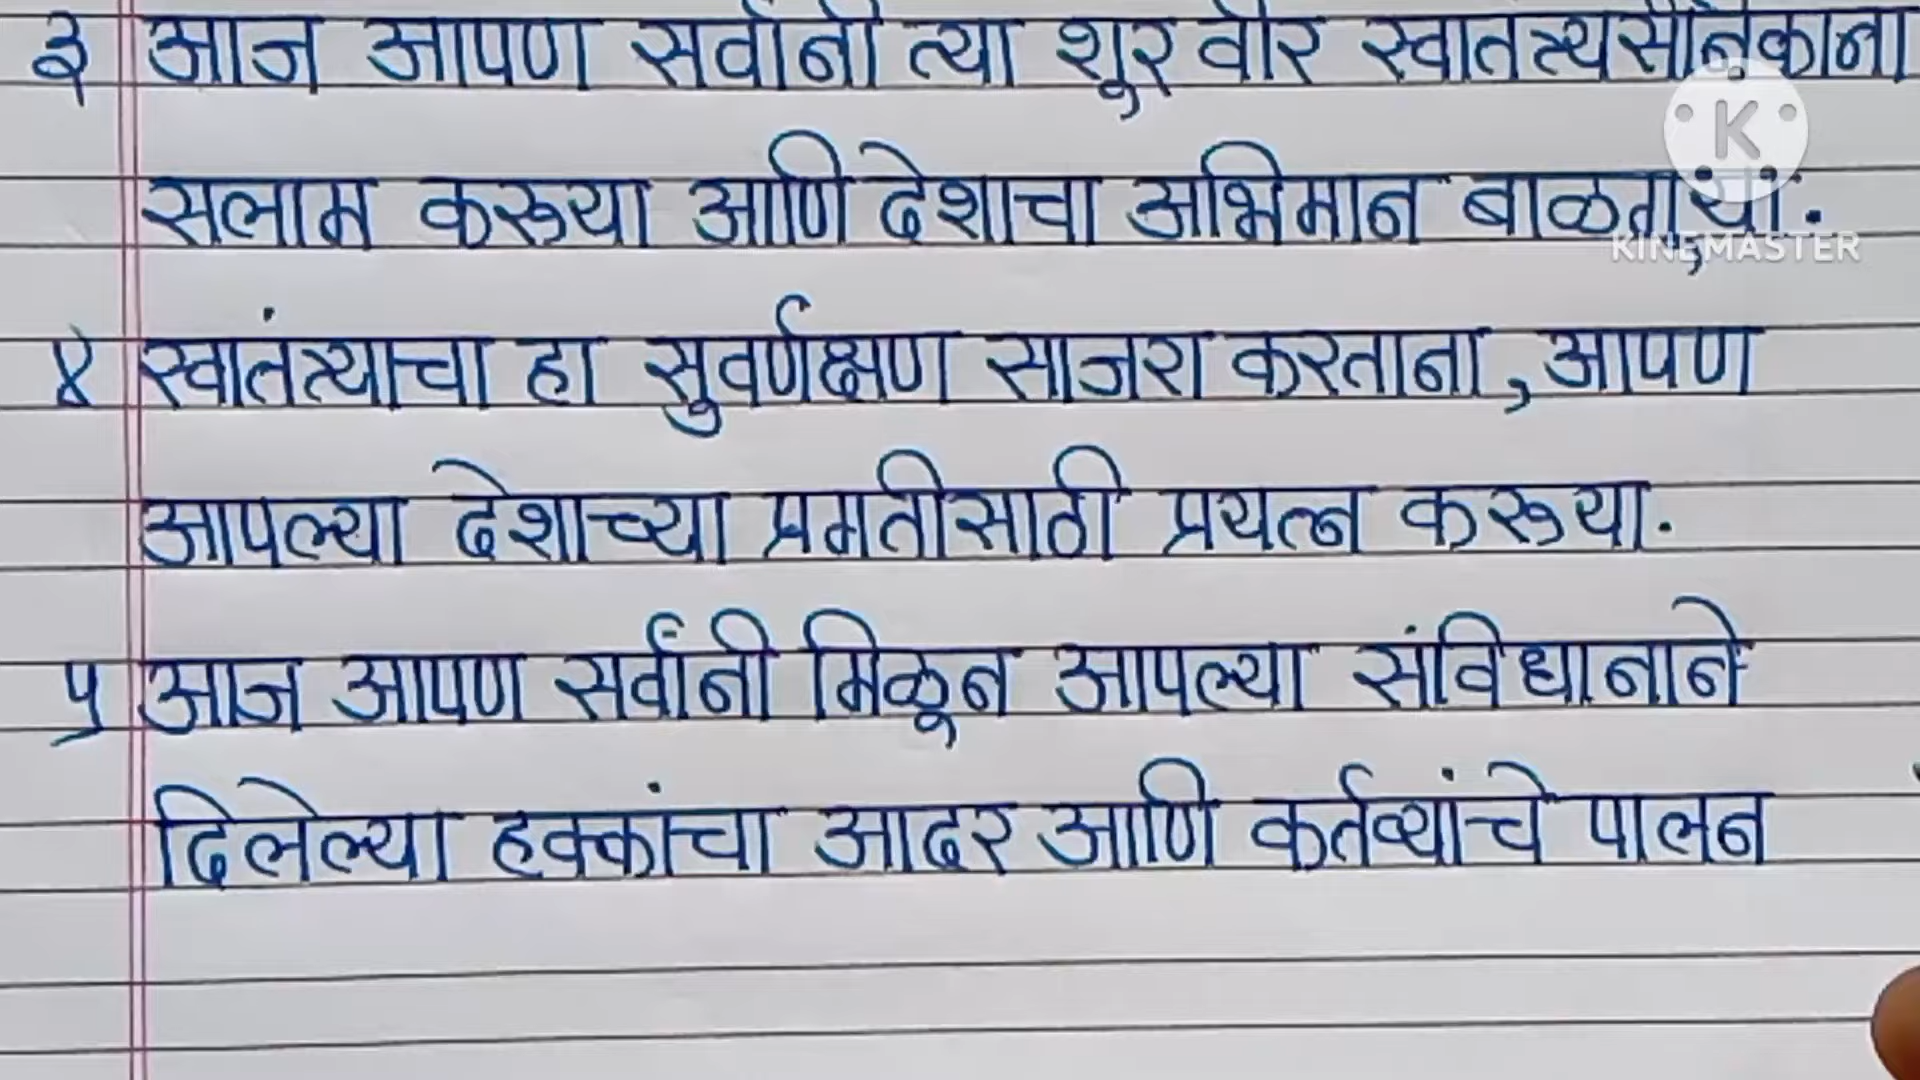 ३ आज आपण सर्वांनी त्या शूरवीर स्वातंत्र्यसैनिकांना
सलाम करूया आणि देशाचा अभिमान बाळगूया.
KINEMASTER
४ स्वातंत्र्याचा हा सुवर्णक्षण साजरा करताना, आपण
आपल्या देशाच्या प्रगतीसाठी प्रयत्न करूया.
५ आज आपण सर्वांनी मिळून आपल्या संविधानाने
दिलेल्या हक्कांचा आदर आणि कर्तव्यांचे पालन